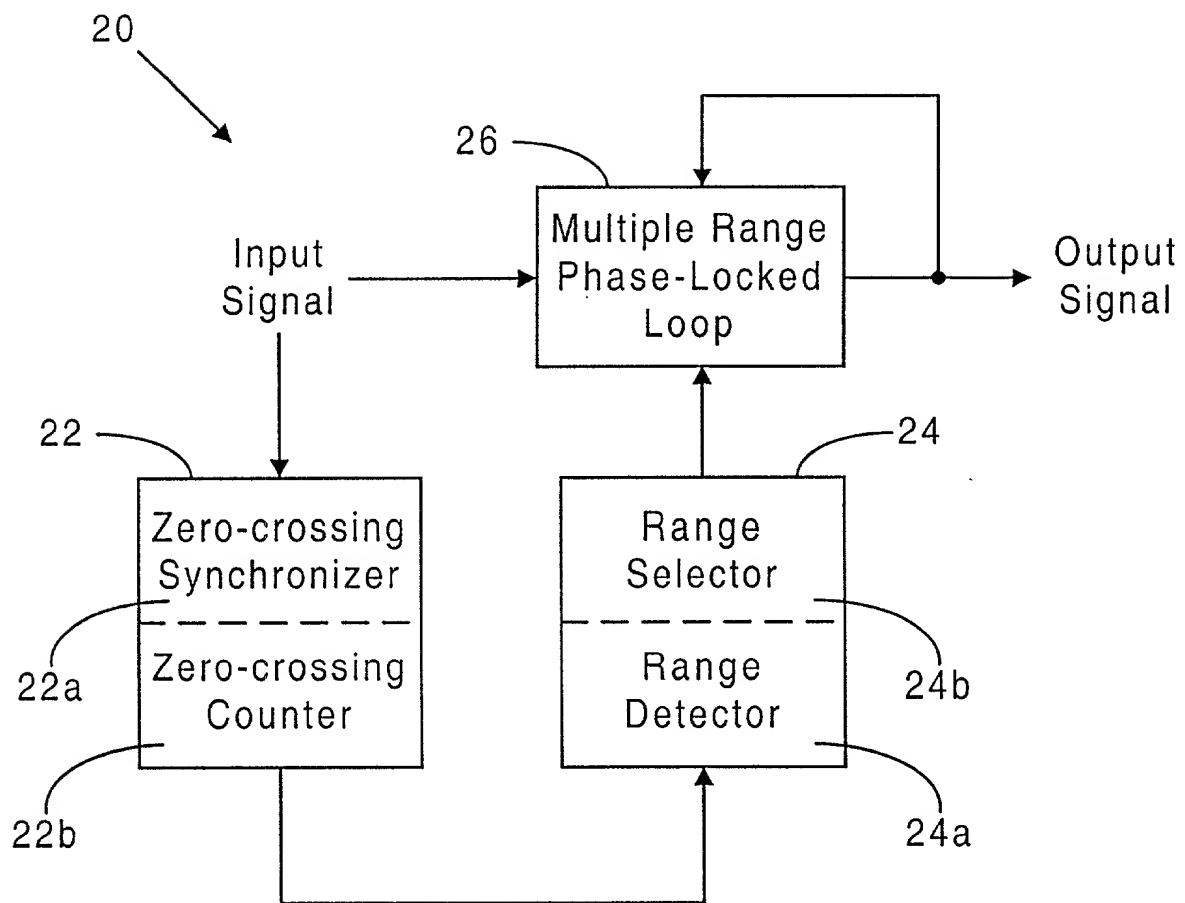 20
26
Multiple Range
Phase-Locked
Loop
Input
Signal
Output
Signal
22
24
Zero-crossing
Synchronizer
Zero-crossing
Counter
Range
Selector
Range
Detector
22a
24b
22b
24a